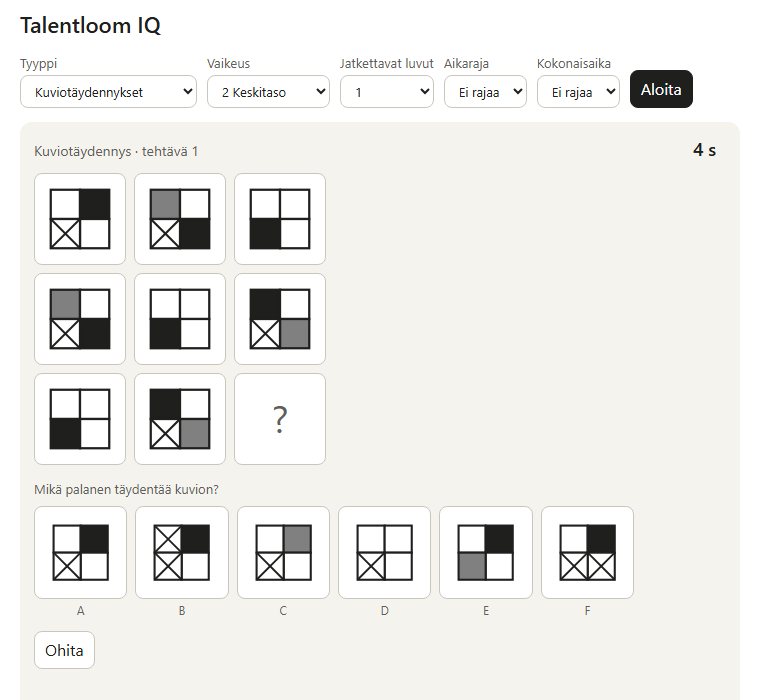 Talentloom IQ
Tyyppi Vaikeus Jatkettavat luvut Aikaraja Kokonaisaika
Kuviotäydennykset 2 Keskitaso 1 Ei rajaa Ei rajaa Aloita
Kuviotäydennys · tehtävä 1 4 s
?
Mikä palanen täydentää kuvion?
A B C D E F
Ohita